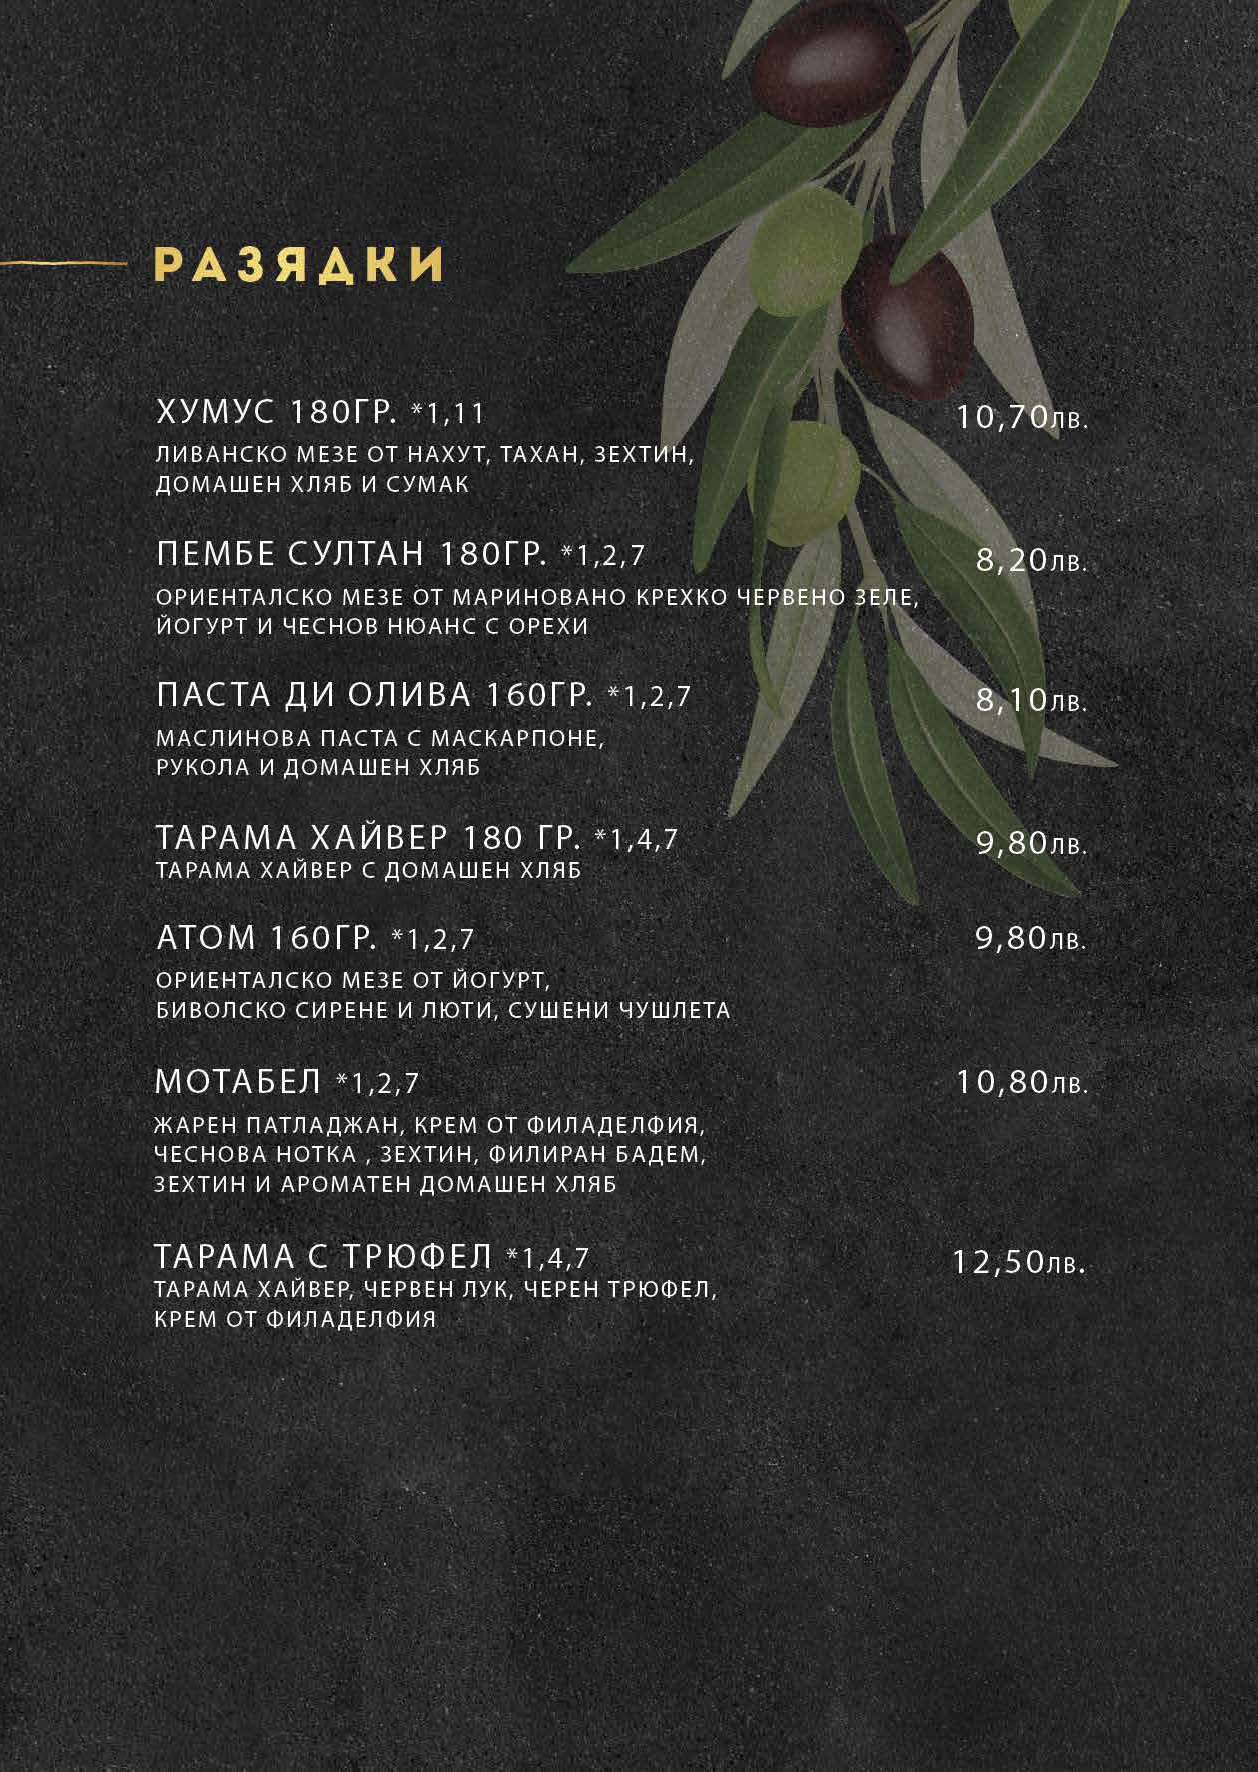 РАЗЯДКИ
ХУМУС 180ГР. *1,11 10,70лв.
ЛИВАНСКО МЕЗЕ ОТ НАХУТ, ТАХАН, ЗЕХТИН,
ДОМАШЕН ХЛЯБ И СУМАК
ПЕМБЕ СУЛТАН 180ГР. *1,2,7 8,20лв.
ОРИЕНТАЛСКО МЕЗЕ ОТ МАРИНОВАНО КРЕХКО ЧЕРВЕНО ЗЕЛЕ,
ЙОГУРТ И ЧЕСНОВ НЮАНС С ОРЕХИ
ПАСТА ДИ ОЛИВА 160ГР. *1,2,7 8,10лв.
МАСЛИНОВА ПАСТА С МАСКАРПОНЕ,
РУКОЛА И ДОМАШЕН ХЛЯБ
ТАРАМА ХАЙВЕР 180 ГР. *1,4,7 9,80лв.
ТАРАМА ХАЙВЕР С ДОМАШЕН ХЛЯБ
АТОМ 160ГР. *1,2,7 9,80лв.
ОРИЕНТАЛСКО МЕЗЕ ОТ ЙОГУРТ,
БИВОЛСКО СИРЕНЕ И ЛЮТИ, СУШЕНИ ЧУШЛЕТА
МОТАБЕЛ *1,2,7 10,80лв.
ЖАРЕН ПАТЛАДЖАН, КРЕМ ОТ ФИЛАДЕЛФИЯ,
ЧЕСНОВА НОТКА , ЗЕХТИН, ФИЛИРАН БАДЕМ,
ЗЕХТИН И АРОМАТЕН ДОМАШЕН ХЛЯБ
ТАРАМА С ТРЮФЕЛ *1,4,7 12,50лв.
ТАРАМА ХАЙВЕР, ЧЕРВЕН ЛУК, ЧЕРЕН ТРЮФЕЛ,
КРЕМ ОТ ФИЛАДЕЛФИЯ